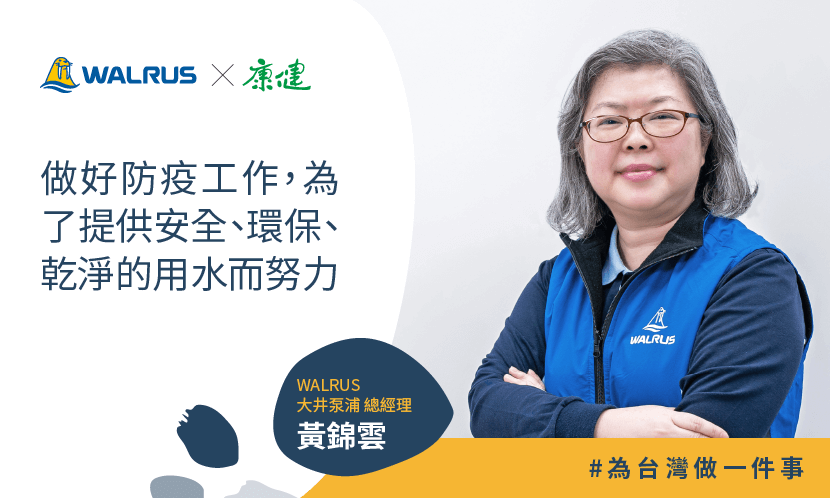 WALRUS × 康健
做好防疫工作，為
了提供安全、環保、
乾淨的用水而努力
WALRUS
WALRUS
大井泵浦 總經理
黃錦雲
#為台灣做一件事